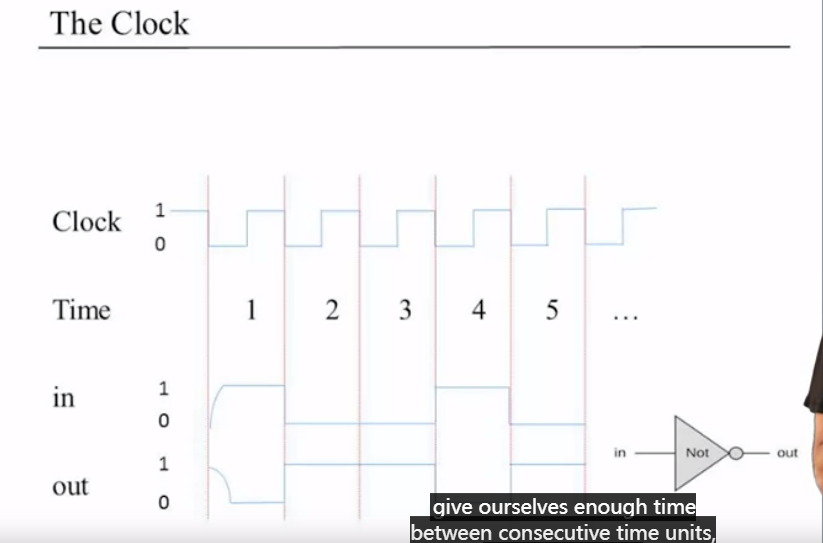 The Clock
Clock
1
0
Time 1 2 3 4 5 ...
in
1
0
in Not out
out
1
0
give ourselves enough time
between consecutive time units,